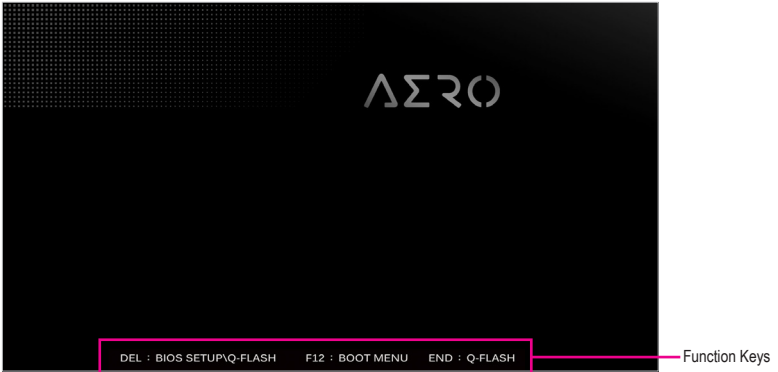 AERO
DEL : BIOS SETUP\Q-FLASH F12 : BOOT MENU END : Q-FLASH
Function Keys